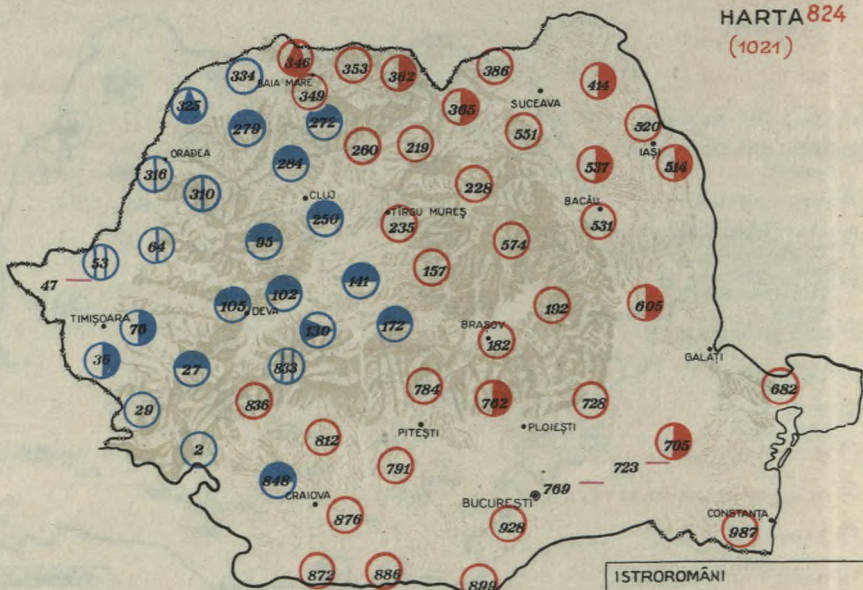 HARTA 824
(1021)
346 353 362 386
334 BAIA MARE
349 414
325 365 SUCEAVA
279 272 551 520
ORADEA 284 260 219 IAȘI
316 537 514
310 228
CLUJ TÎRGU MUREȘ BACĂU
250 235 531
64 95 574
53 157
47 141
105 102 192 605
TIMIȘOARA DEVA
76 130 172 BRAȘOV
182
36 27 833 GALAȚI
836 784 762 728 682
29
812 PITEȘTI PLOIEȘTI
2 705
848 791 723
CRAIOVA BUCUREȘTI 769
876 928 CONSTANȚA
987
872 886 899
ISTROROMÂNI